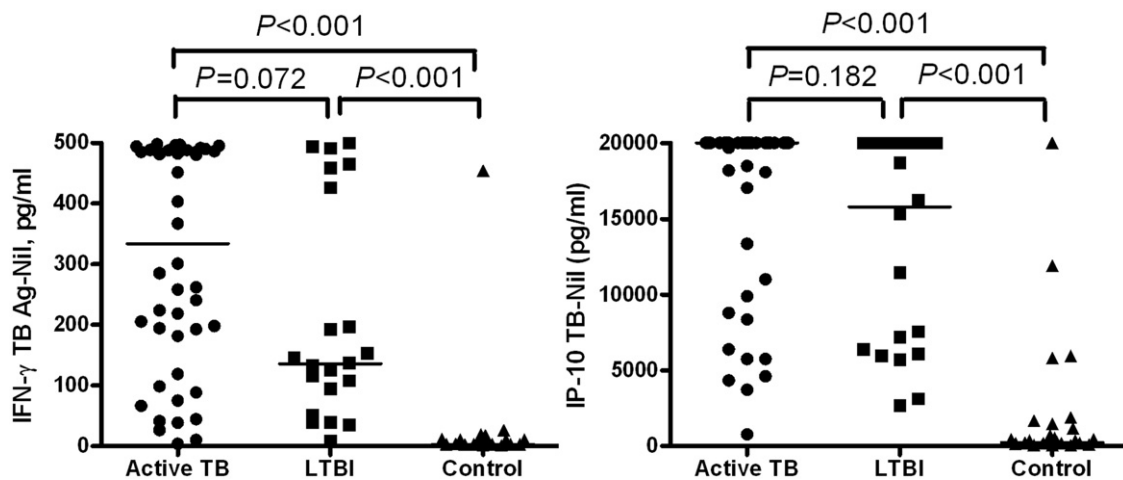 P<0.001
P=0.072 P<0.001
IFN-γ TB Ag-Nil, pg/ml
500
400
300
200
100
0
Active TB LTBI Control
P<0.001
P=0.182 P<0.001
IP-10 TB-Nil (pg/ml)
20000
15000
10000
5000
0
Active TB LTBI Control